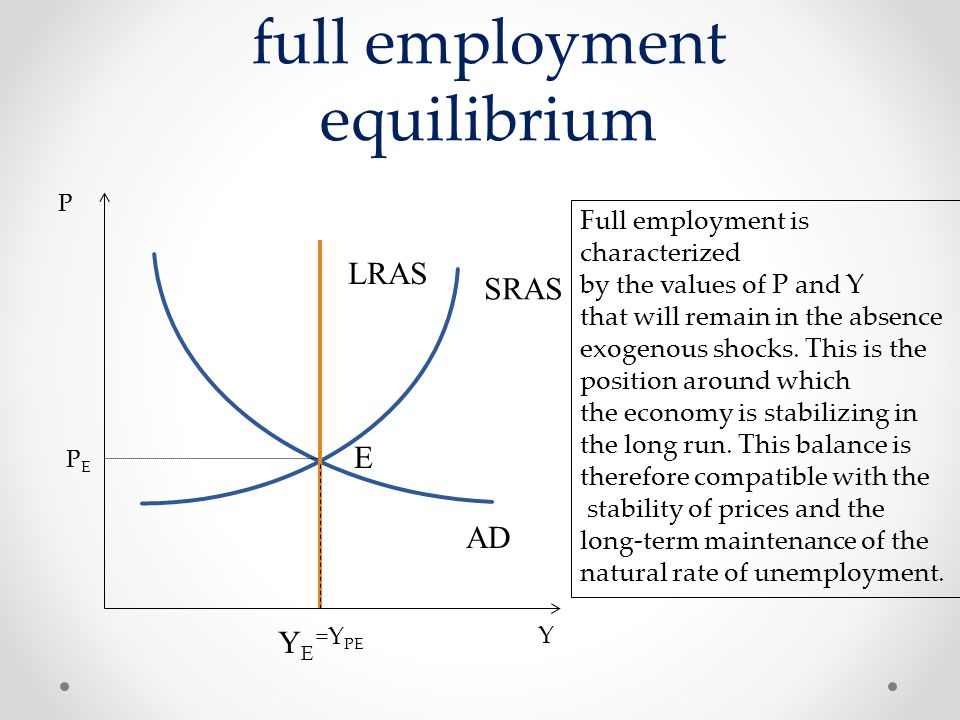 full employment
equilibrium
P
LRAS
SRAS
P_E
E
AD
Y_E =Y_PE
Y
Full employment is
characterized
by the values of P and Y
that will remain in the absence
exogenous shocks. This is the
position around which
the economy is stabilizing in
the long run. This balance is
therefore compatible with the
stability of prices and the
long-term maintenance of the
natural rate of unemployment.